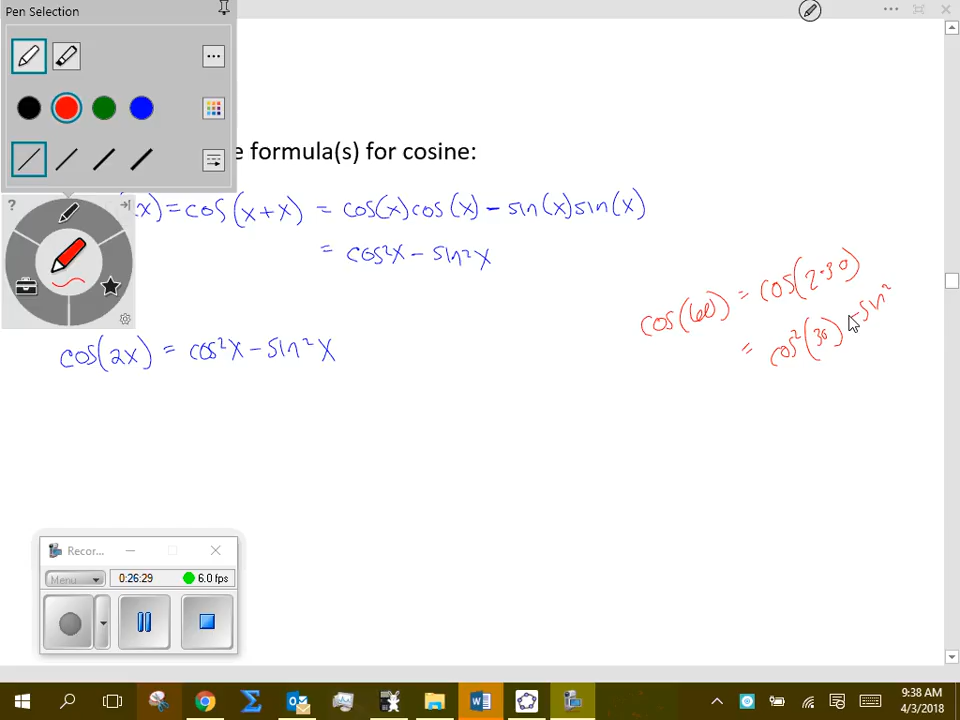 Pen Selection
e formula(s) for cosine:
x) = cos(x+x) = cos(x)cos(x) - sin(x)sin(x)
= cos²x - sin²x
cos(60) = cos(2·30)
= cos²(30) - sin²
cos(2x) = cos²x - sin²x
Recor...
Menu
0:26:29
6.0 fps
9:38 AM
4/3/2018